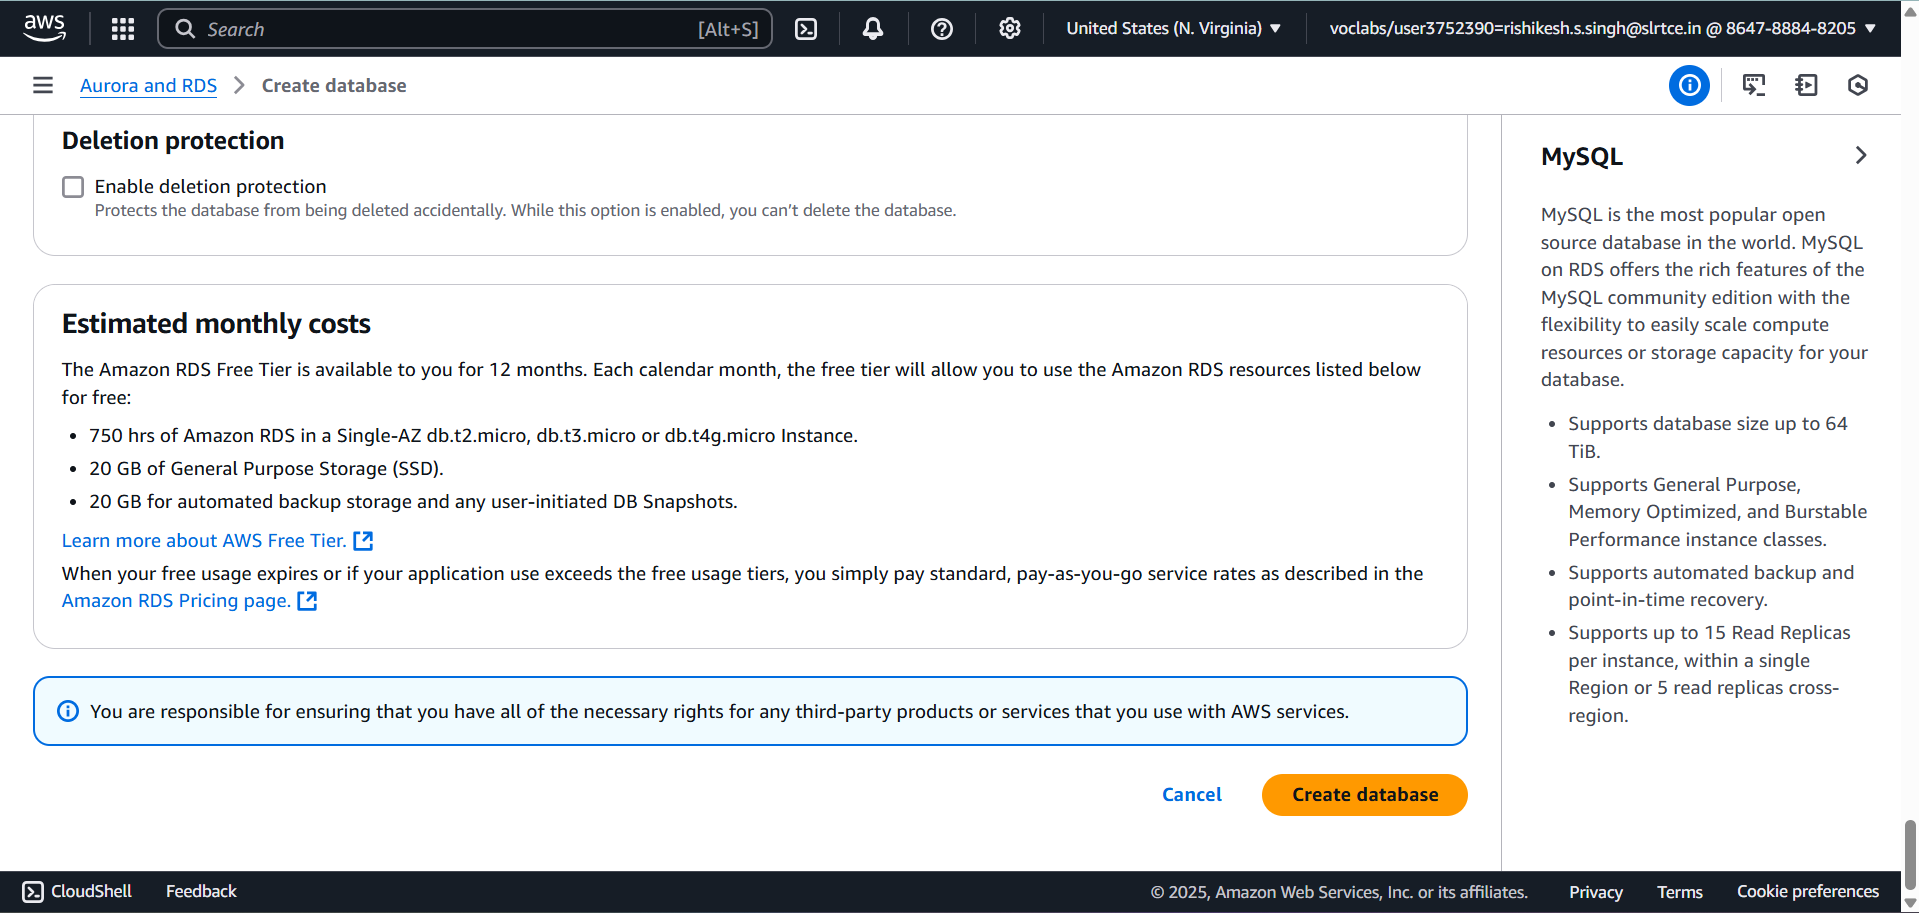 aws
Search [Alt+S]
United States (N. Virginia) ▼
voclabs/user3752390=rishikesh.s.singh@slrtce.in @ 8647-8884-8205 ▼
Aurora and RDS > Create database
Deletion protection
Enable deletion protection
Protects the database from being deleted accidentally. While this option is enabled, you can’t delete the database.
Estimated monthly costs
The Amazon RDS Free Tier is available to you for 12 months. Each calendar month, the free tier will allow you to use the Amazon RDS resources listed below
for free:
• 750 hrs of Amazon RDS in a Single-AZ db.t2.micro, db.t3.micro or db.t4g.micro Instance.
• 20 GB of General Purpose Storage (SSD).
• 20 GB for automated backup storage and any user-initiated DB Snapshots.
Learn more about AWS Free Tier.
When your free usage expires or if your application use exceeds the free usage tiers, you simply pay standard, pay-as-you-go service rates as described in the
Amazon RDS Pricing page.
You are responsible for ensuring that you have all of the necessary rights for any third-party products or services that you use with AWS services.
Cancel
Create database
MySQL
MySQL is the most popular open
source database in the world. MySQL
on RDS offers the rich features of the
MySQL community edition with the
flexibility to easily scale compute
resources or storage capacity for your
database.
• Supports database size up to 64
TiB.
• Supports General Purpose,
Memory Optimized, and Burstable
Performance instance classes.
• Supports automated backup and
point-in-time recovery.
• Supports up to 15 Read Replicas
per instance, within a single
Region or 5 read replicas cross-
region.
CloudShell
Feedback
© 2025, Amazon Web Services, Inc. or its affiliates.
Privacy
Terms
Cookie preferences